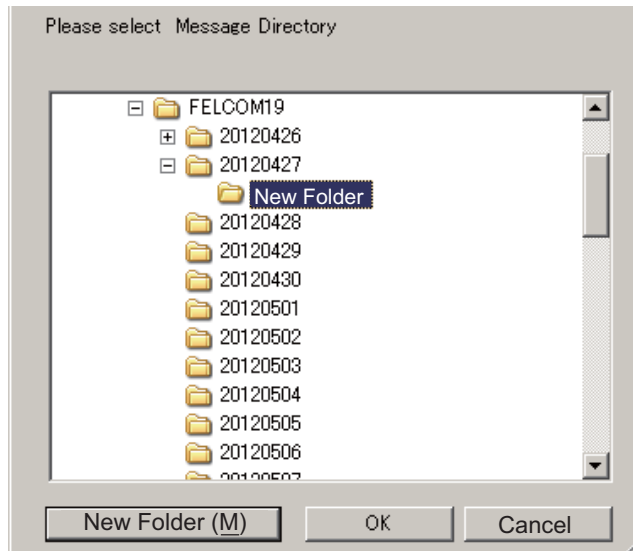 Please select Message Directory
FELCOM19
20120426
20120427
New Folder
20120428
20120429
20120430
20120501
20120502
20120503
20120504
20120505
20120506
20120507
New Folder (M)
OK
Cancel